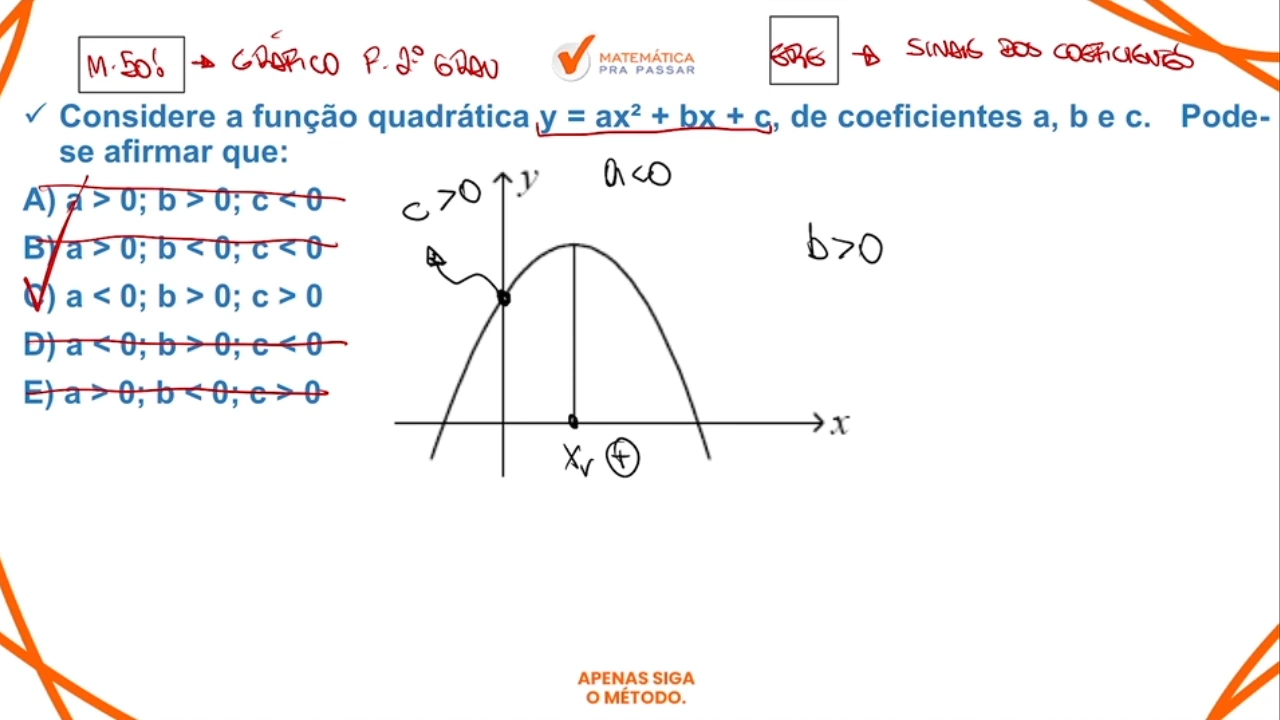 M·50% → GRÁFICO P. 2º GRAU
MATEMÁTICA
PRA PASSAR
→ SINAIS DOS COEFICIENTES
✓ Considere a função quadrática y = ax² + bx + c, de coeficientes a, b e c. Pode-
se afirmar que:
A) a > 0; b > 0; c < 0
B) a > 0; b < 0; c < 0
C) a < 0; b > 0; c > 0
D) a < 0; b > 0; c < 0
E) a > 0; b < 0; c > 0
c > 0
y
a < 0
b > 0
x
Xv +
APENAS SIGA
O MÉTODO.